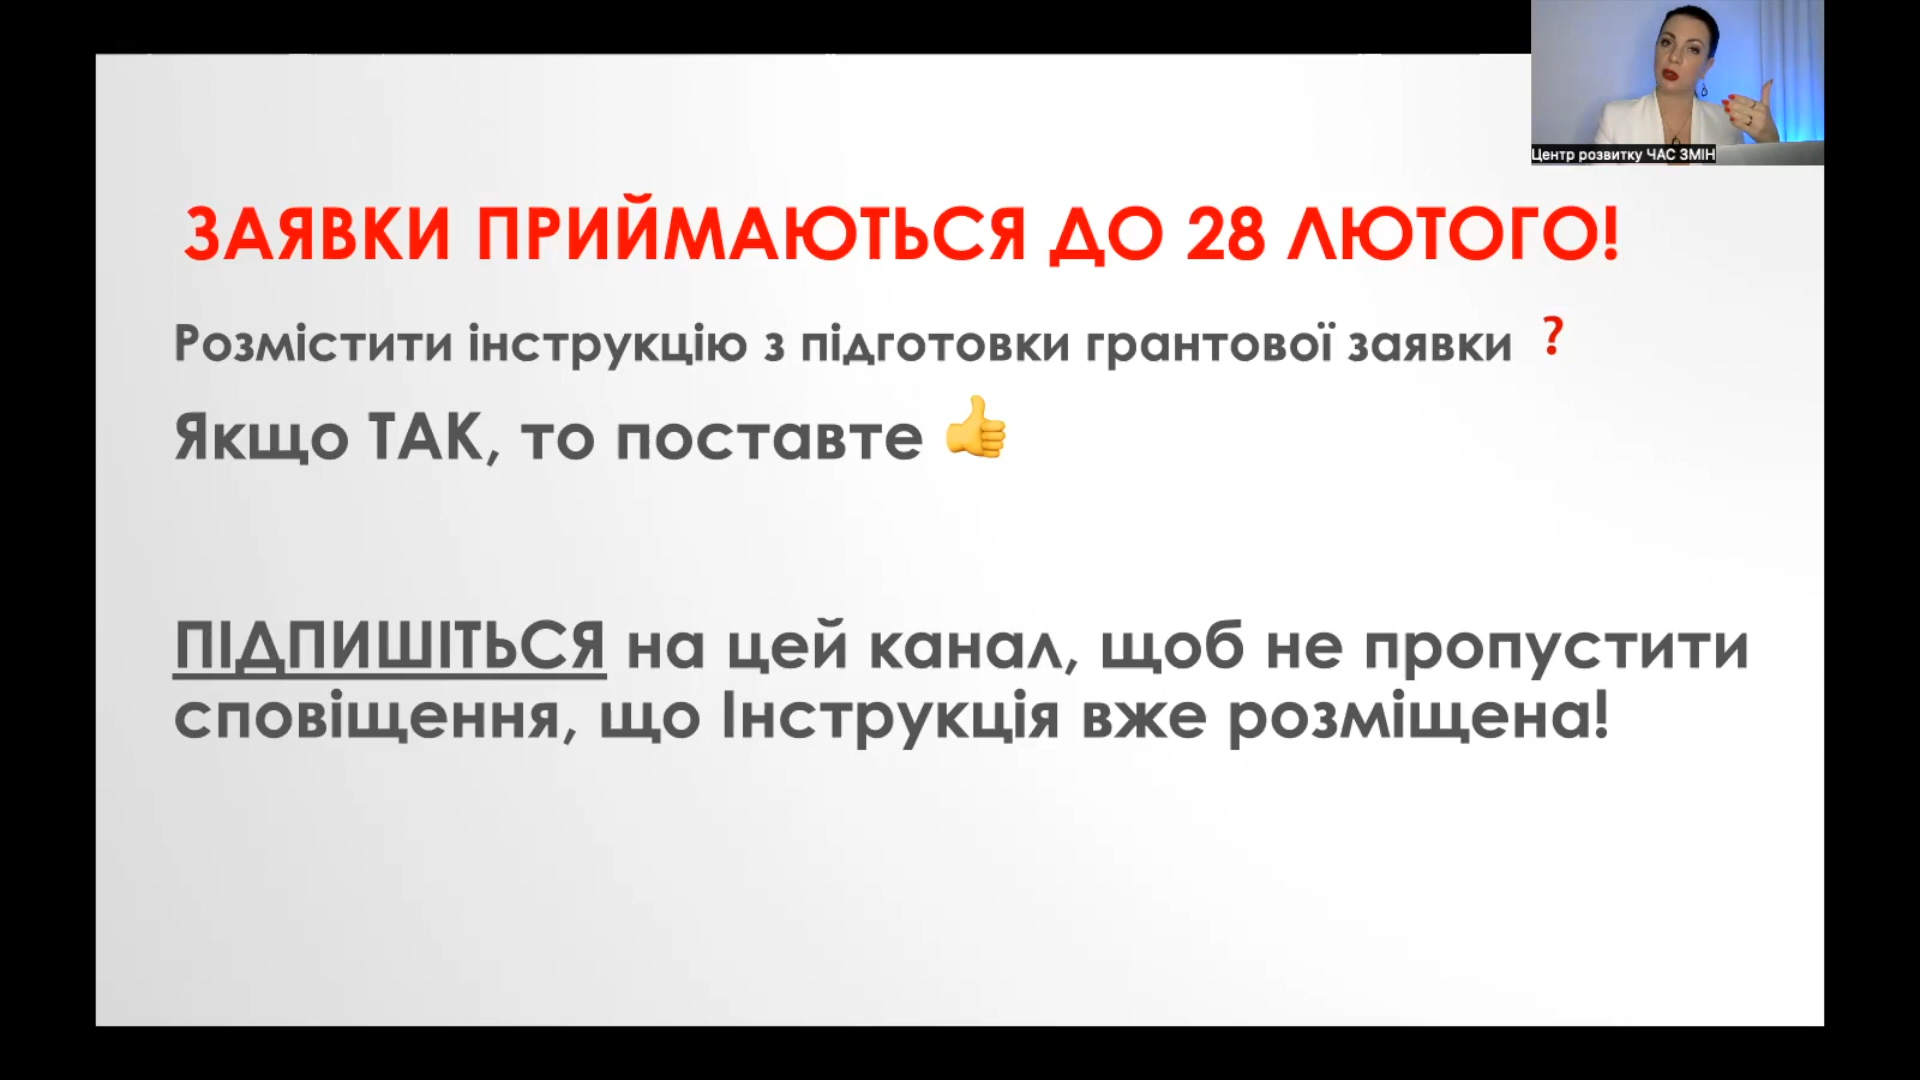 Центр розвитку ЧАС ЗМІН
ЗАЯВКИ ПРИЙМАЮТЬСЯ ДО 28 ЛЮТОГО!
Розмістити інструкцію з підготовки грантової заявки ?
Якщо ТАК, то поставте 👍
ПІДПИШІТЬСЯ на цей канал, щоб не пропустити
сповіщення, що Інструкція вже розміщена!